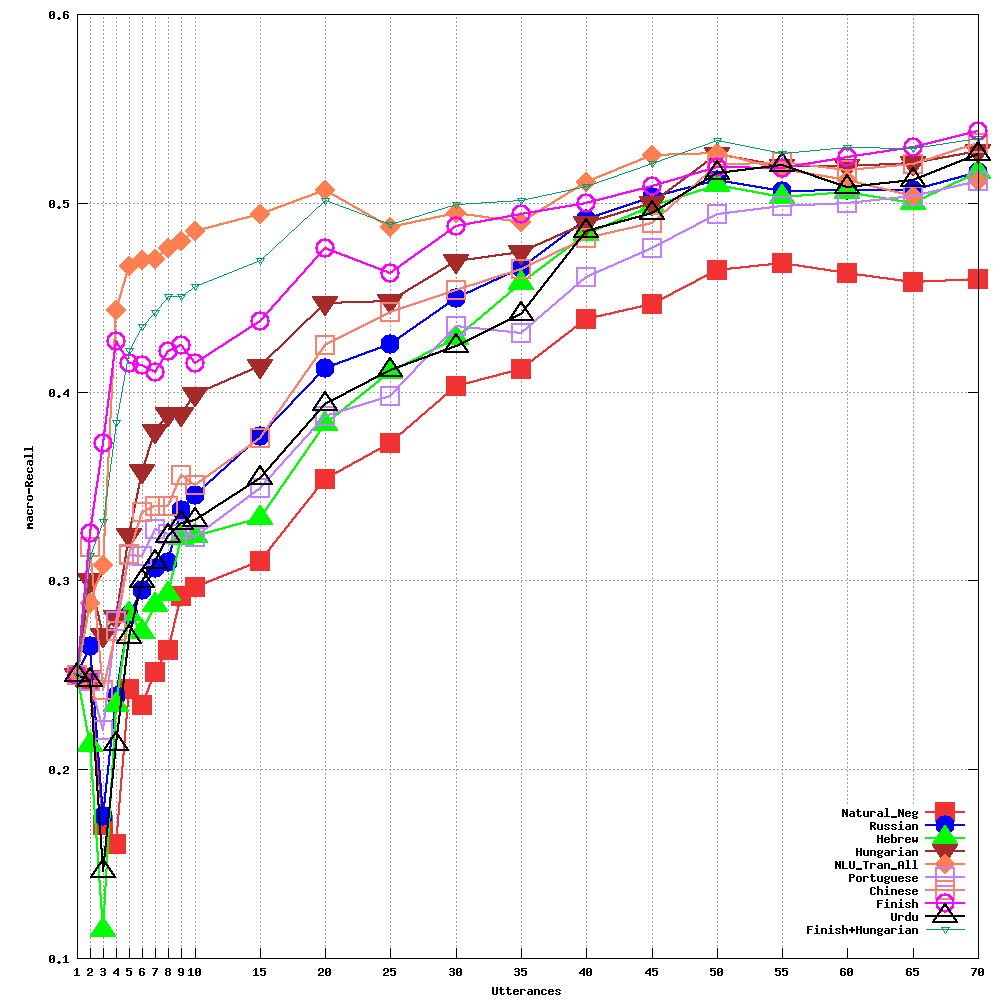 0.6
0.5
0.4
0.3
0.2
0.1
macro-Recall
1 2 3 4 5 6 7 8 9 10 15 20 25 30 35 40 45 50 55 60 65 70
Utterances
Natural_Neg
Russian
Hebrew
Hungarian
NLU_Tran_All
Portuguese
Chinese
Finish
Urdu
Finish+Hungarian